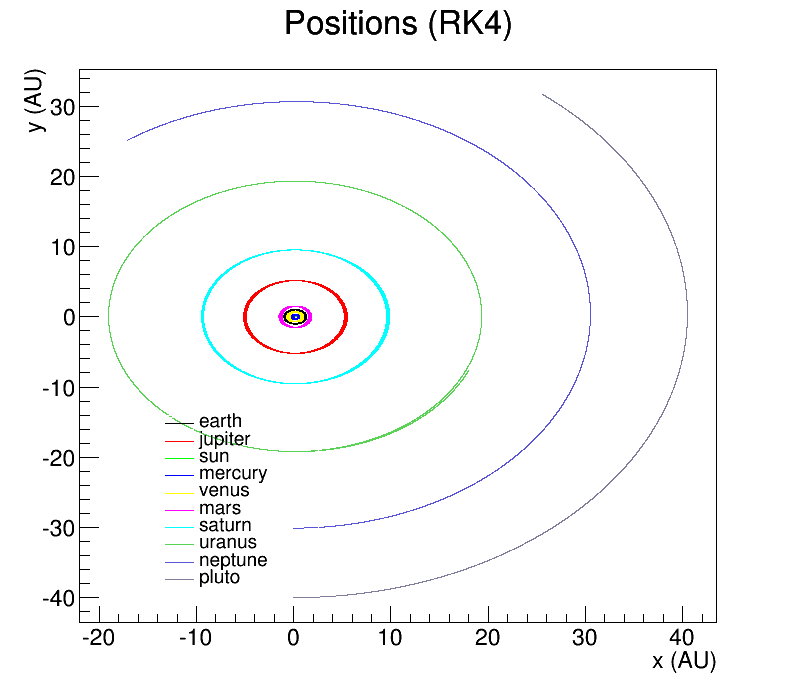 Positions (RK4)
y (AU)
30
20
10
0
-10
-20
-30
-40
earth
jupiter
sun
mercury
venus
mars
saturn
uranus
neptune
pluto
-20 -10 0 10 20 30 40
x (AU)